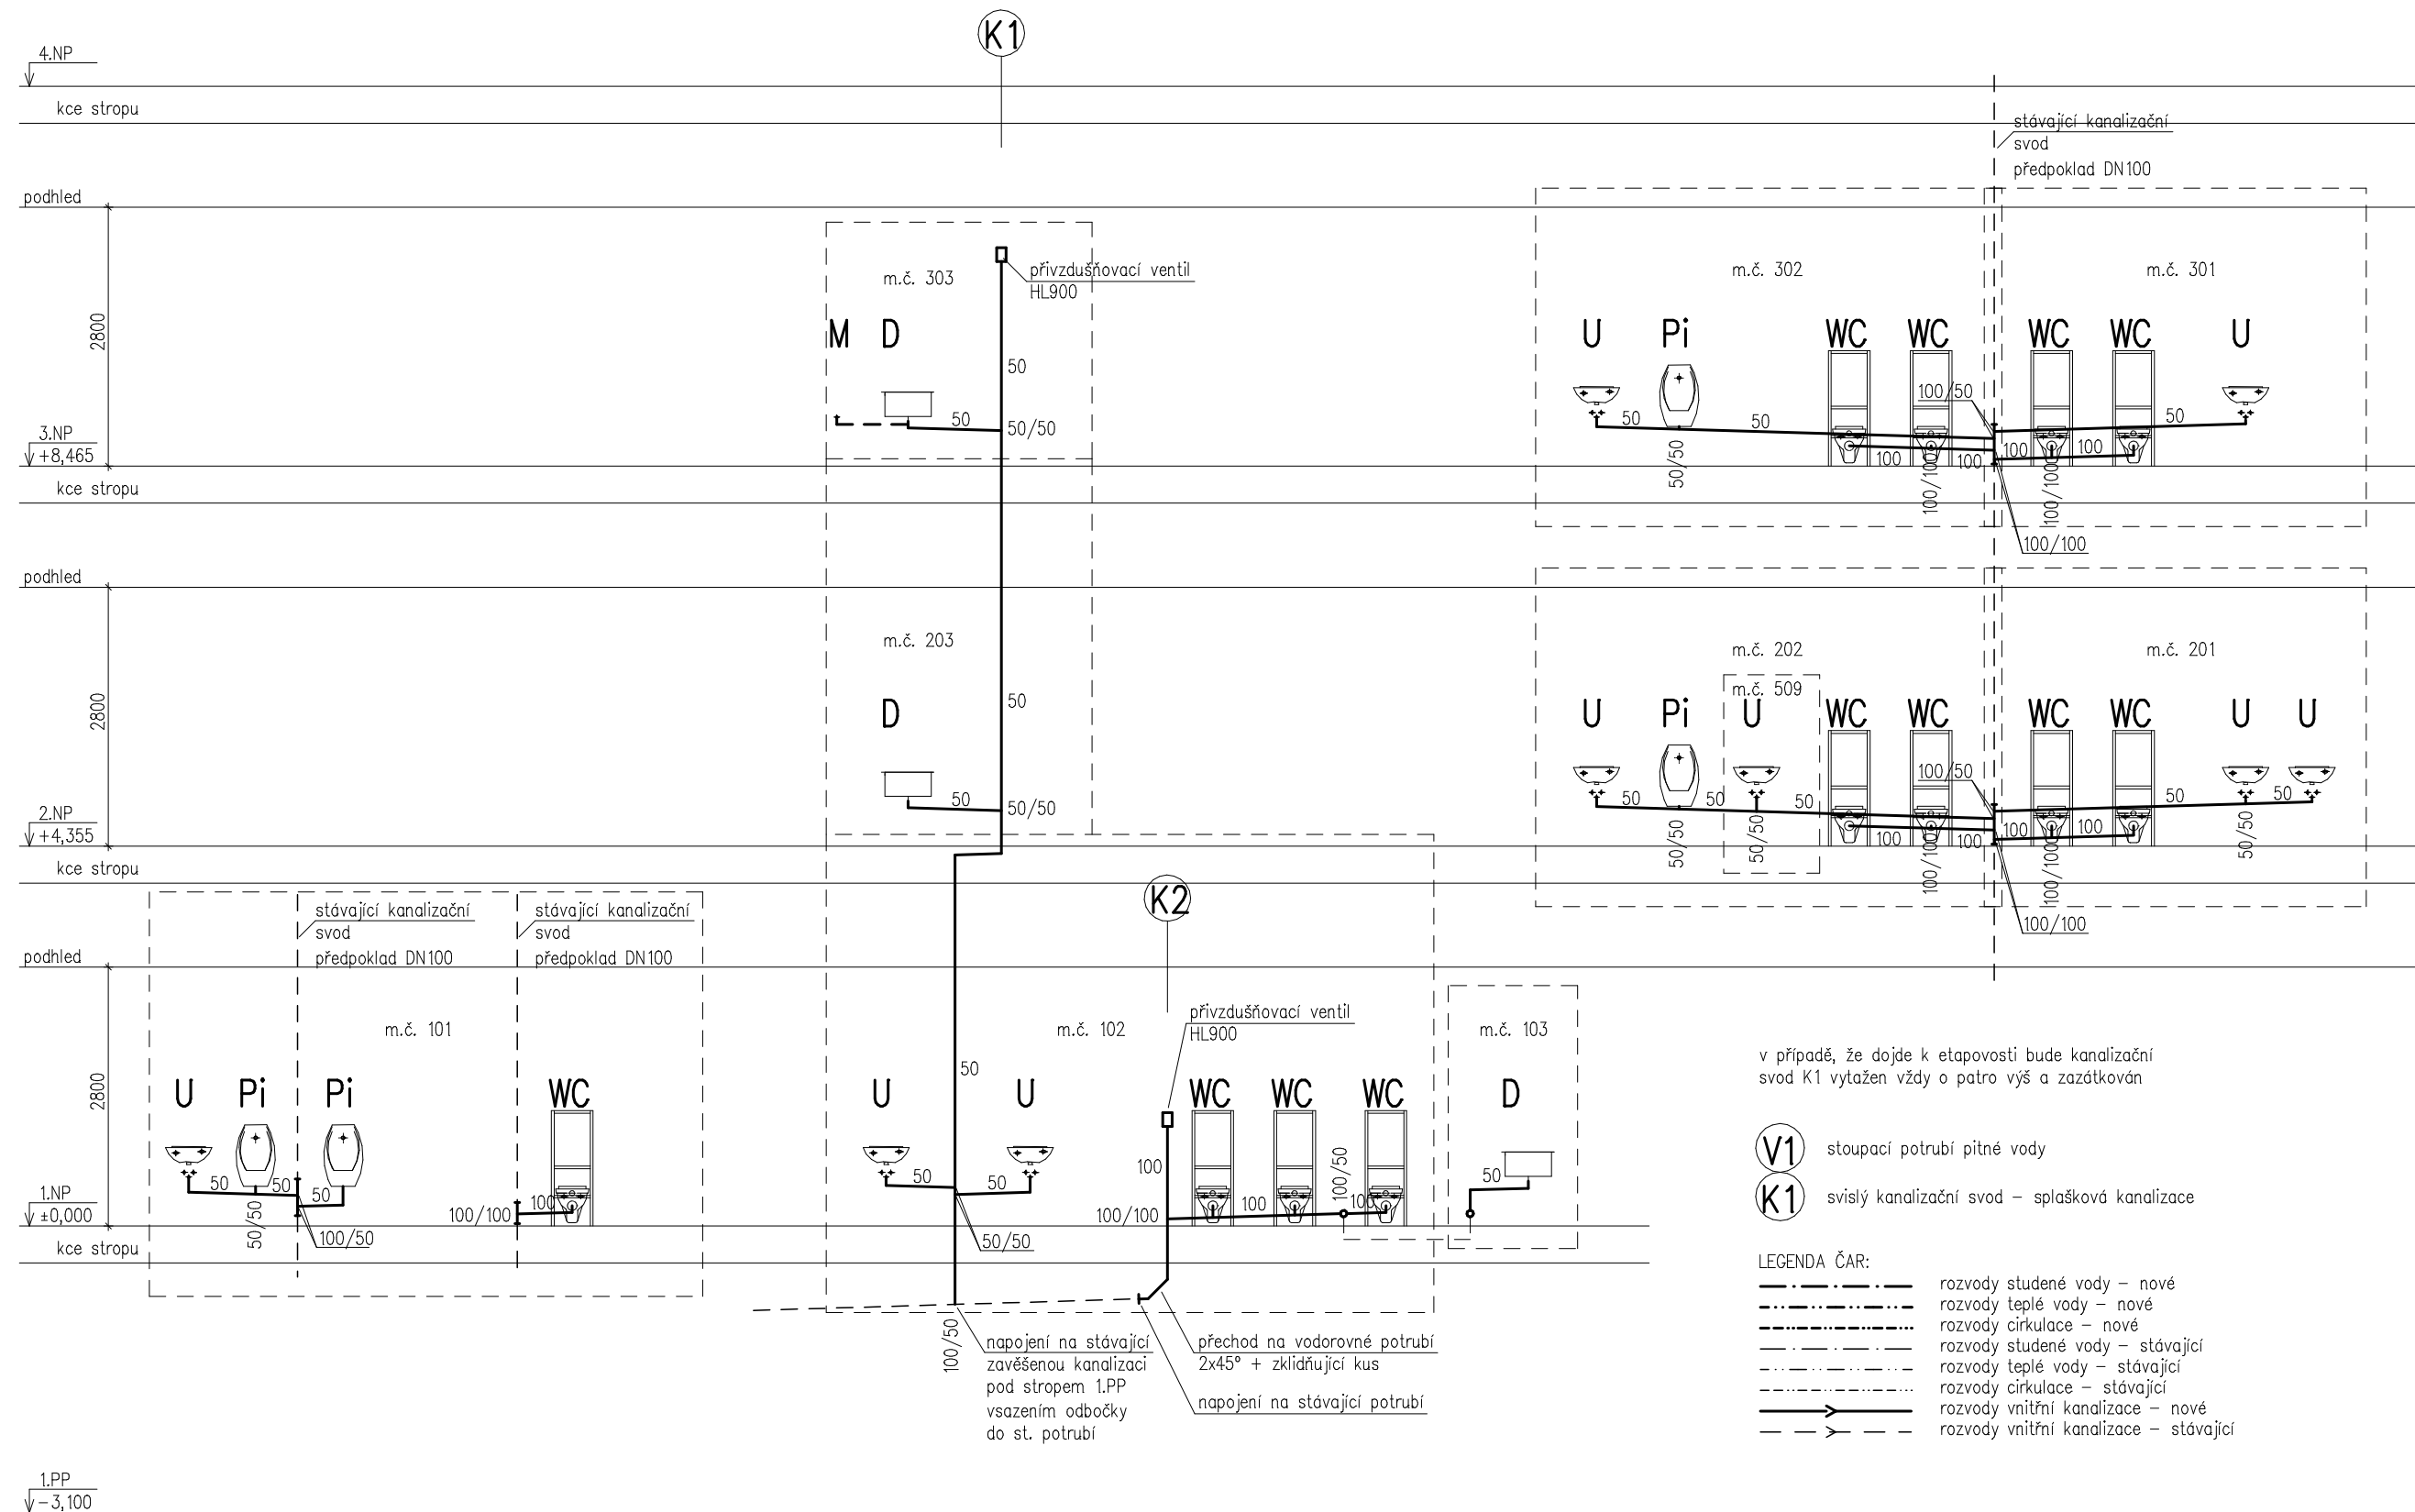 K1
4.NP
kce stropu
stávající kanalizační
svod
předpoklad DN100
podhled
2800
m.č. 303
přivzdušňovací ventil
HL900
M D
50
50
50/50
m.č. 302
m.č. 301
U Pi WC WC WC WC U
100/50
50
50
50
100
100
100
100
50/50
100/100
100/100
100/100
3.NP
+8,465
kce stropu
podhled
2800
m.č. 203
50
D
50
50/50
m.č. 202
m.č. 509
m.č. 201
U Pi U WC WC WC WC U U
100/50
50
50
50
50
50
100
100
100
100
50/50
50/50
100/100
100/100
50/50
100/100
2.NP
+4,355
kce stropu
K2
stávající kanalizační
svod
předpoklad DN100
stávající kanalizační
svod
předpoklad DN100
podhled
2800
m.č. 101
m.č. 102
přivzdušňovací ventil
HL900
m.č. 103
U Pi Pi WC
50
U U WC WC WC D
50
50
50
50/50
100/50
100/100
100
50
50
50/50
100
100/100
100
100/50
100
50
1.NP
±0,000
kce stropu
100/50
napojení na stávající
zavěšenou kanalizaci
pod stropem 1.PP
vsazením odbočky
do st. potrubí
přechod na vodorovné potrubí
2x45° + zklidňující kus
napojení na stávající potrubí
1.PP
-3,100
v případě, že dojde k etapovosti bude kanalizační
svod K1 vytažen vždy o patro výš a zazátkován
V1 stoupací potrubí pitné vody
K1 svislý kanalizační svod – splašková kanalizace
LEGENDA ČAR:
rozvody studené vody – nové
rozvody teplé vody – nové
rozvody cirkulace – nové
rozvody studené vody – stávající
rozvody teplé vody – stávající
rozvody cirkulace – stávající
rozvody vnitřní kanalizace – nové
rozvody vnitřní kanalizace – stávající